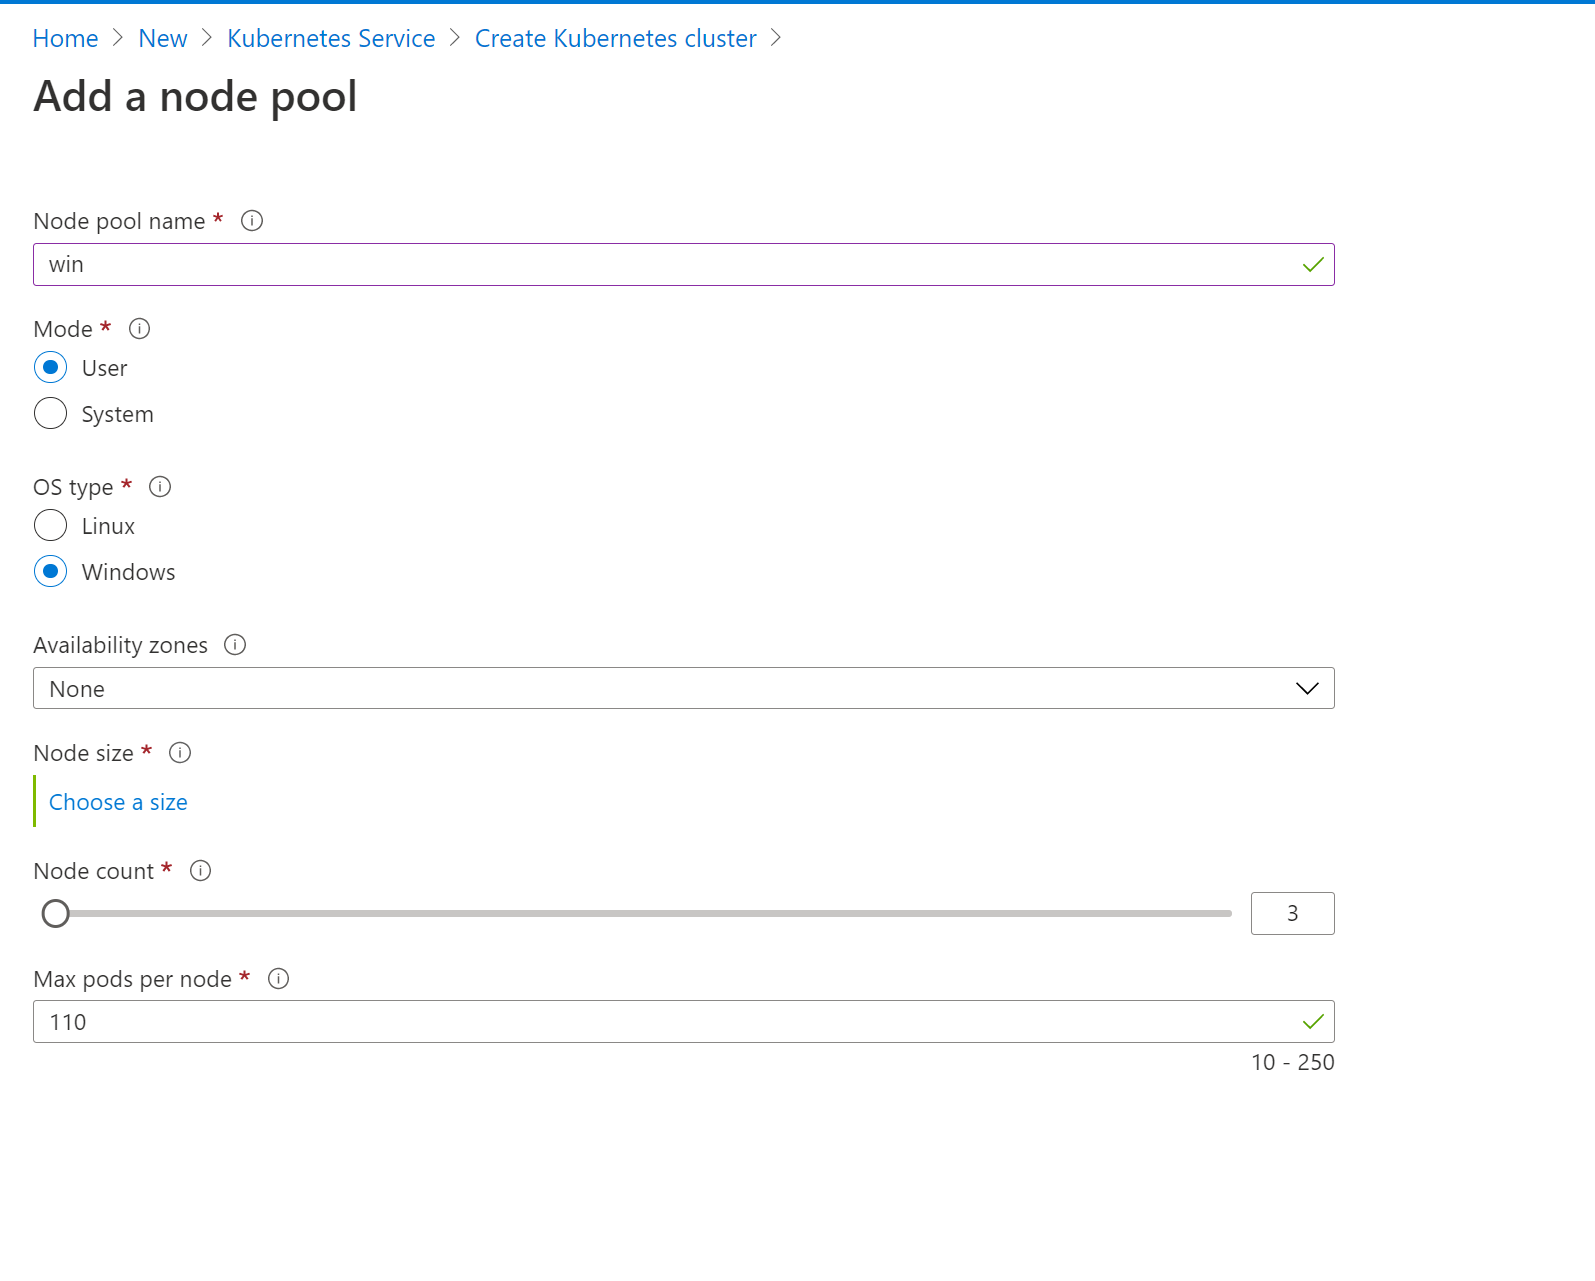 Home > New > Kubernetes Service > Create Kubernetes cluster >
Add a node pool
Node pool name *
win
Mode *
User
System
OS type *
Linux
Windows
Availability zones
None
Node size *
Choose a size
Node count *
3
Max pods per node *
110
10 - 250